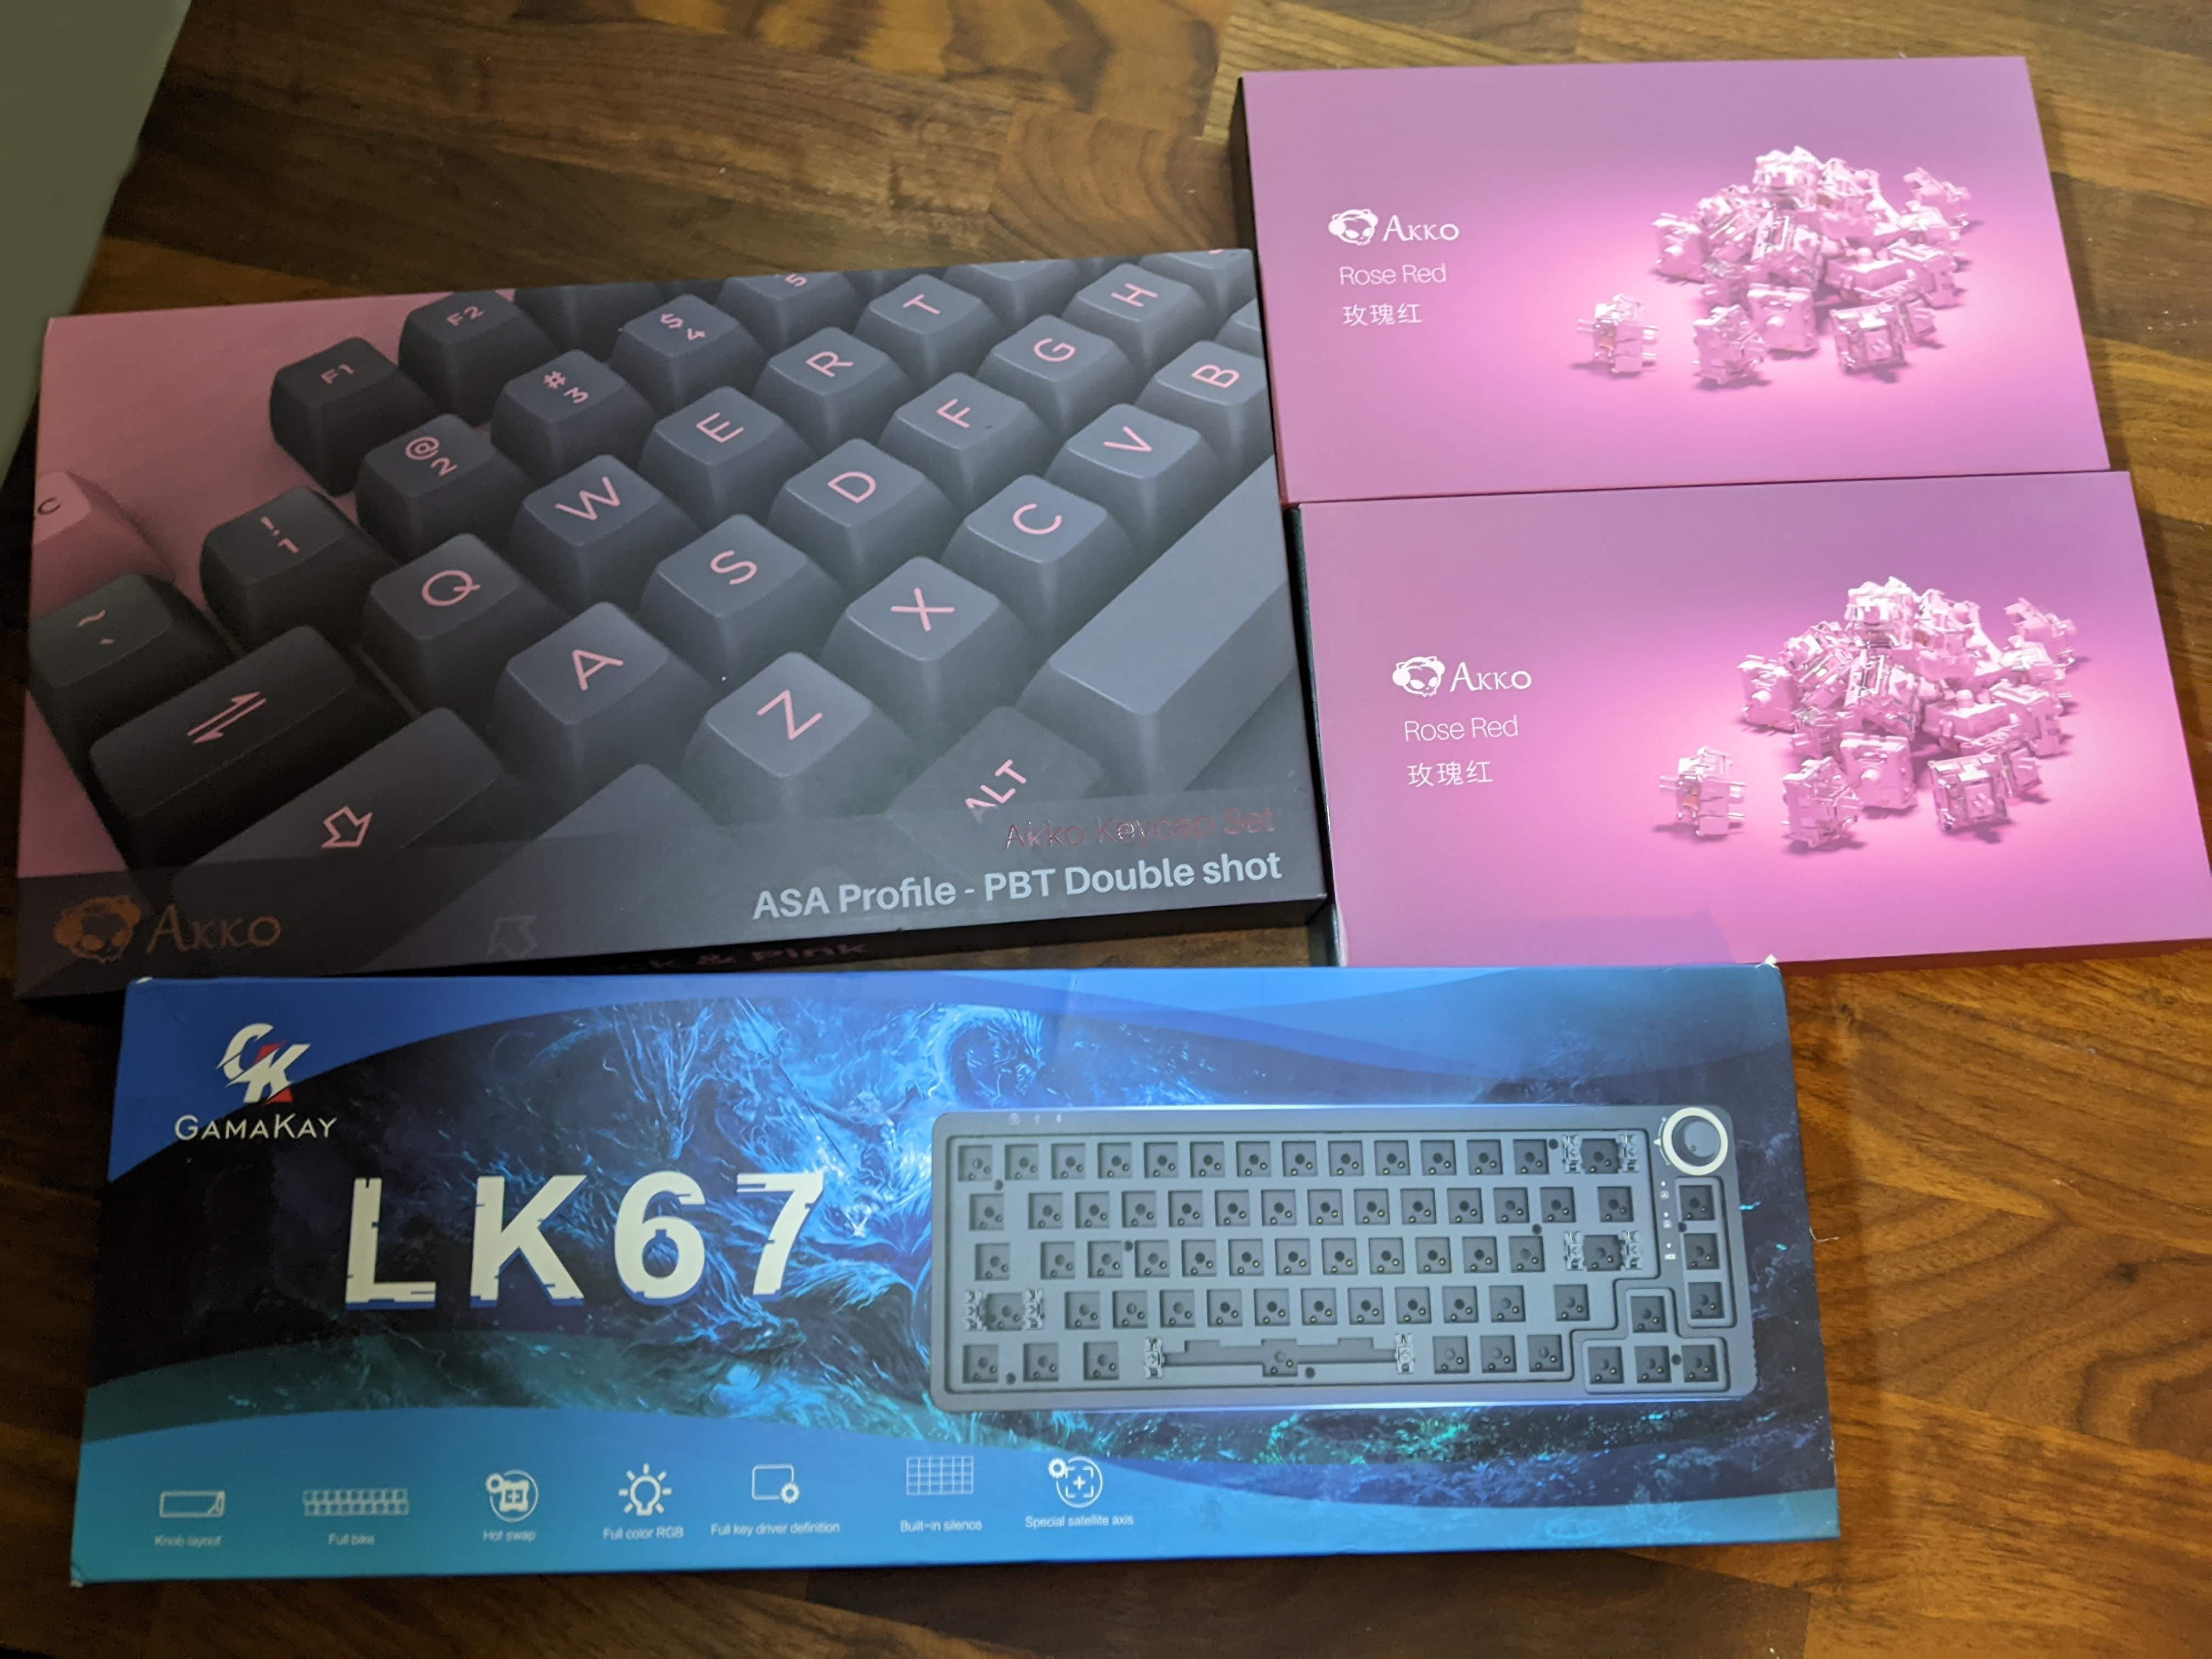 F1
F2
$
4
5
#
3
@
2
!
1
~
Q
W
E
R
T
A
S
D
F
G
H
Z
X
C
V
B
C
ALT
Akko Keycap Set
ASA Profile - PBT Double shot
AKKO
& Pink
AKKO
Rose Red
玫瑰红
AKKO
Rose Red
玫瑰红
GK
GAMAKAY
LK67
Knob layout
Full bike
Hot swap
Full color RGB
Full key driver definition
Built-in silence
Special satellite axis